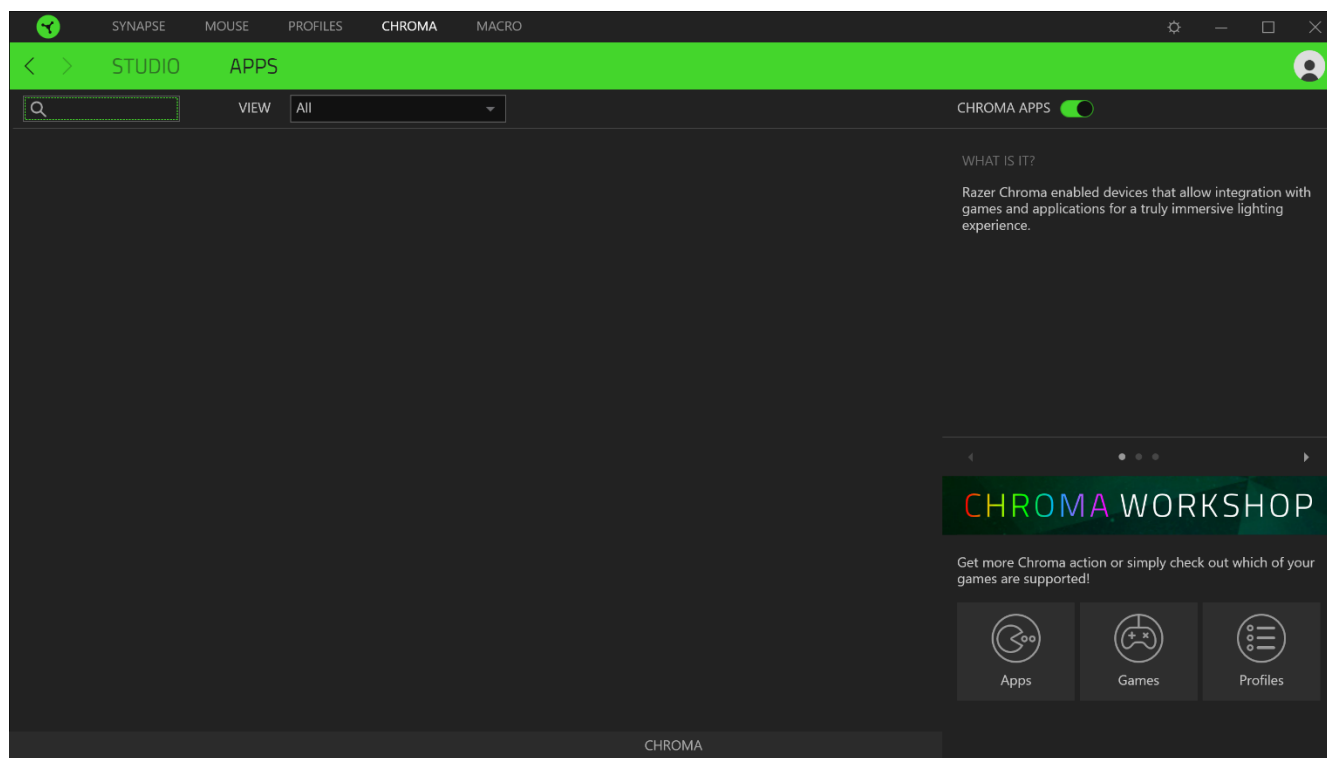 SYNAPSE MOUSE PROFILES CHROMA MACRO
STUDIO APPS
VIEW All CHROMA APPS
WHAT IS IT?
Razer Chroma enabled devices that allow integration with
games and applications for a truly immersive lighting
experience.
CHROMA WORKSHOP
Get more Chroma action or simply check out which of your
games are supported!
Apps Games Profiles
CHROMA